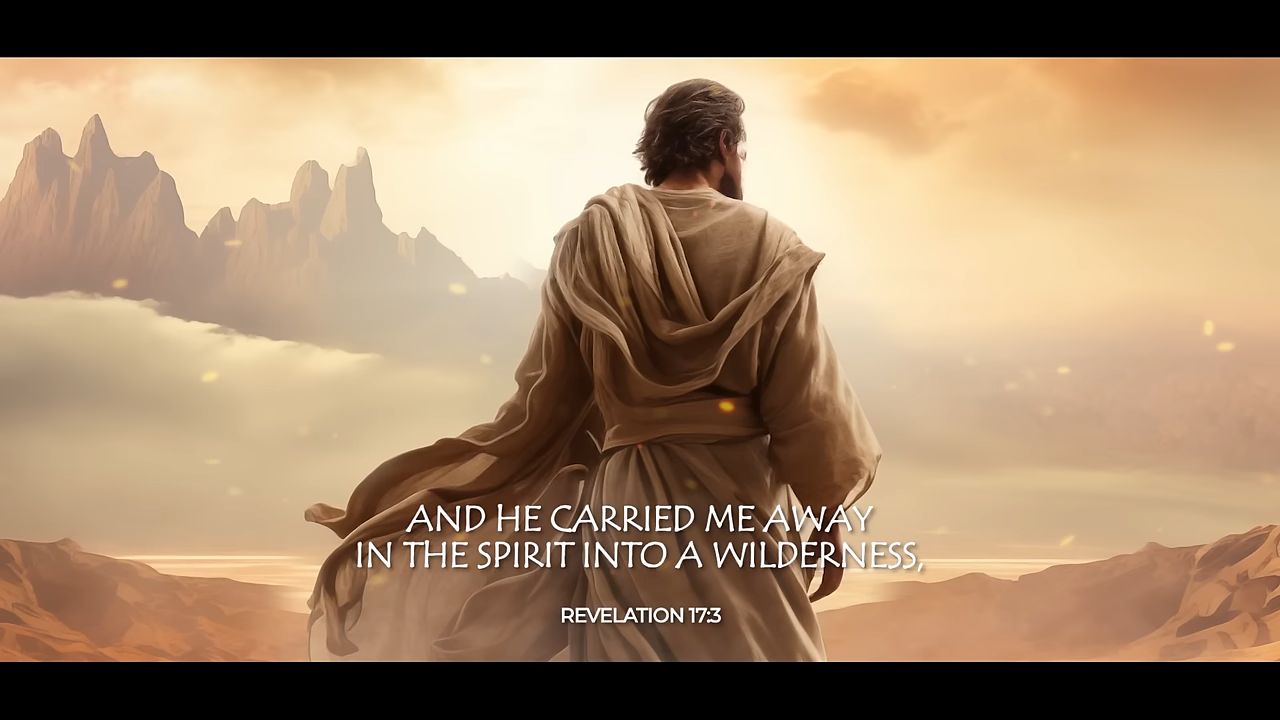 AND HE CARRIED ME AWAY
IN THE SPIRIT INTO A WILDERNESS,
REVELATION 17:3